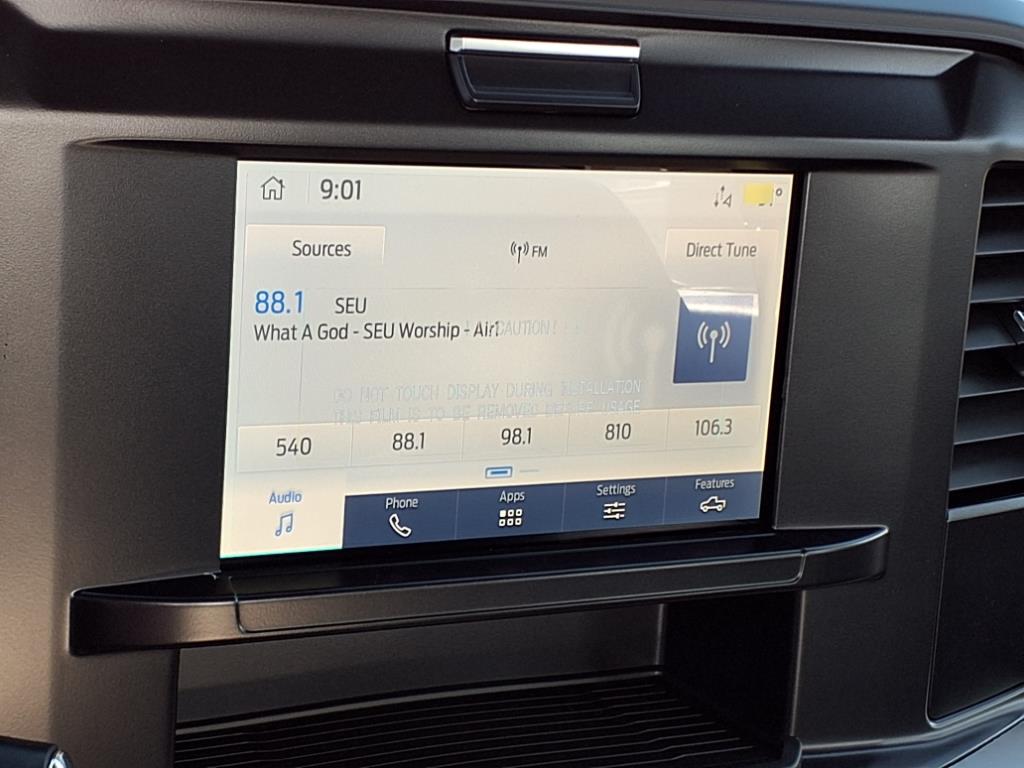 9:01
Sources FM Direct Tune
88.1 SEU
What A God - SEU Worship - Air1
CAUTION!
DO NOT TOUCH DISPLAY DURING INSTALLATION
THIS FILM IS TO BE REMOVED BEFORE USAGE
540 88.1 98.1 810 106.3
Audio Phone Apps Settings Features